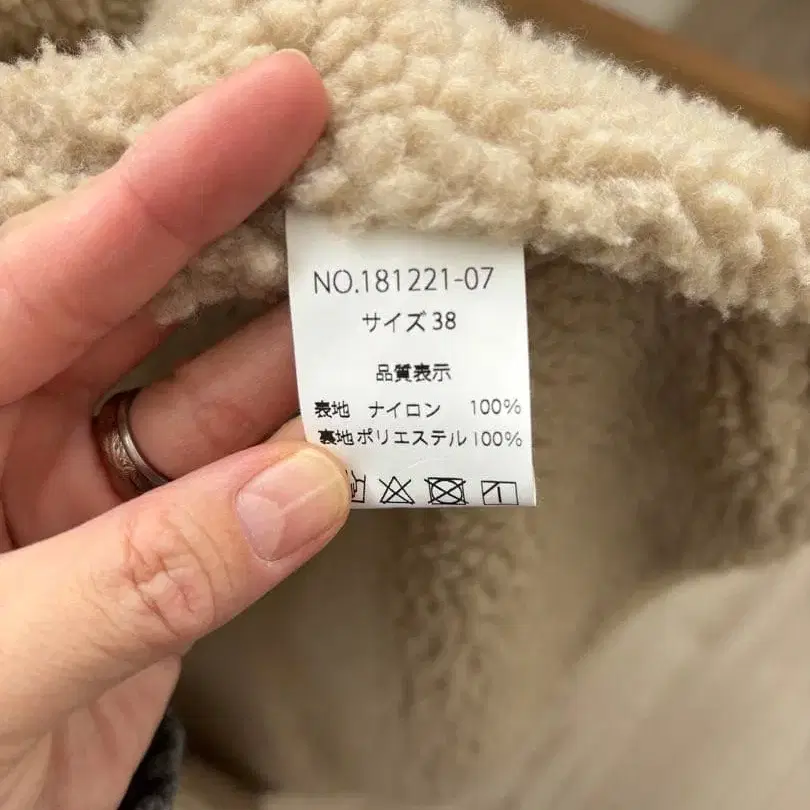 NO.181221-07
サイズ38
品質表示
表地 ナイロン 100%
裏地ポリエステル100%